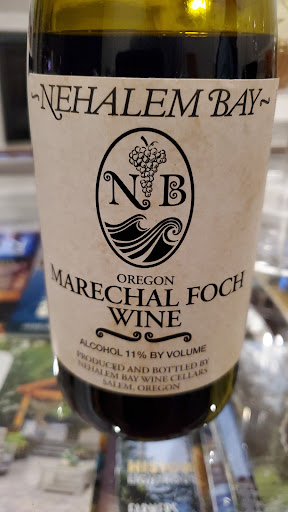 ~NEHALEM BAY~
N B
OREGON
MARECHAL FOCH
WINE
ALCOHOL 11% BY VOLUME
PRODUCED AND BOTTLED BY
NEHALEM BAY WINE CELLARS
SALEM, OREGON